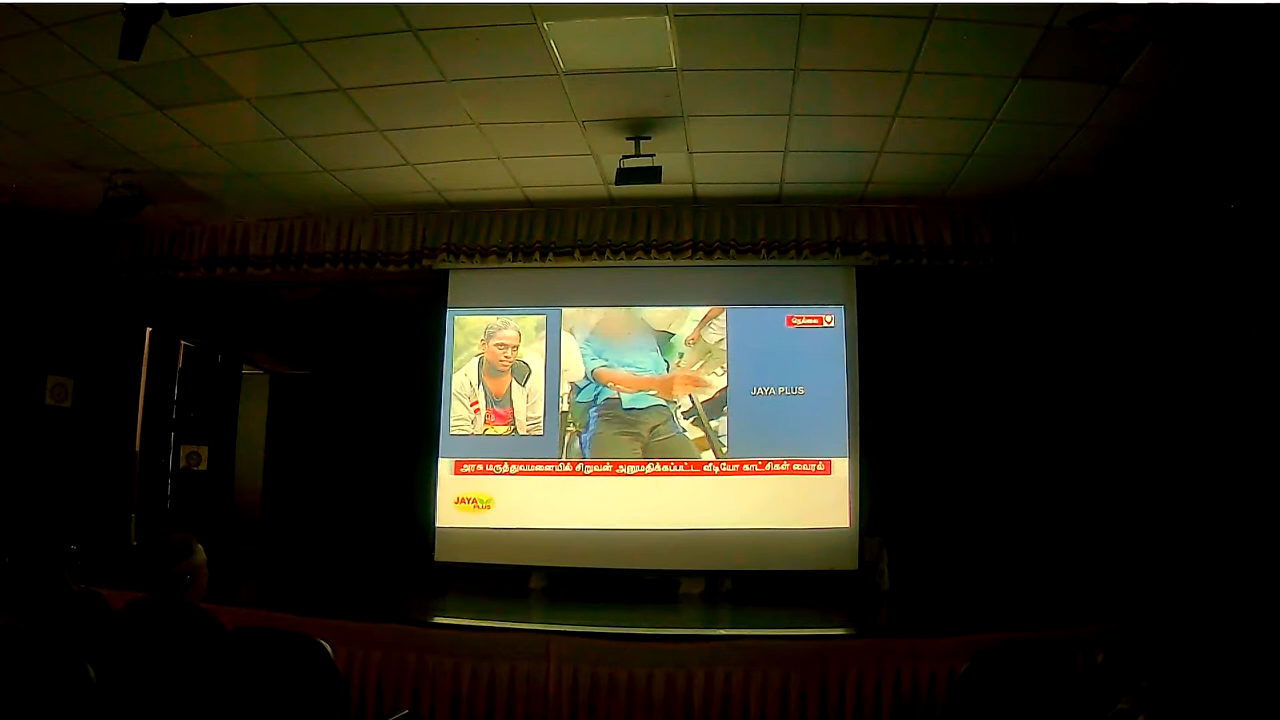 நெல்லை
JAYA PLUS
அரசு மருத்துவமனையில் சிறுவன் அனுமதிக்கப்பட்ட வீடியோ காட்சிகள் வைரல்
JAYA
PLUS